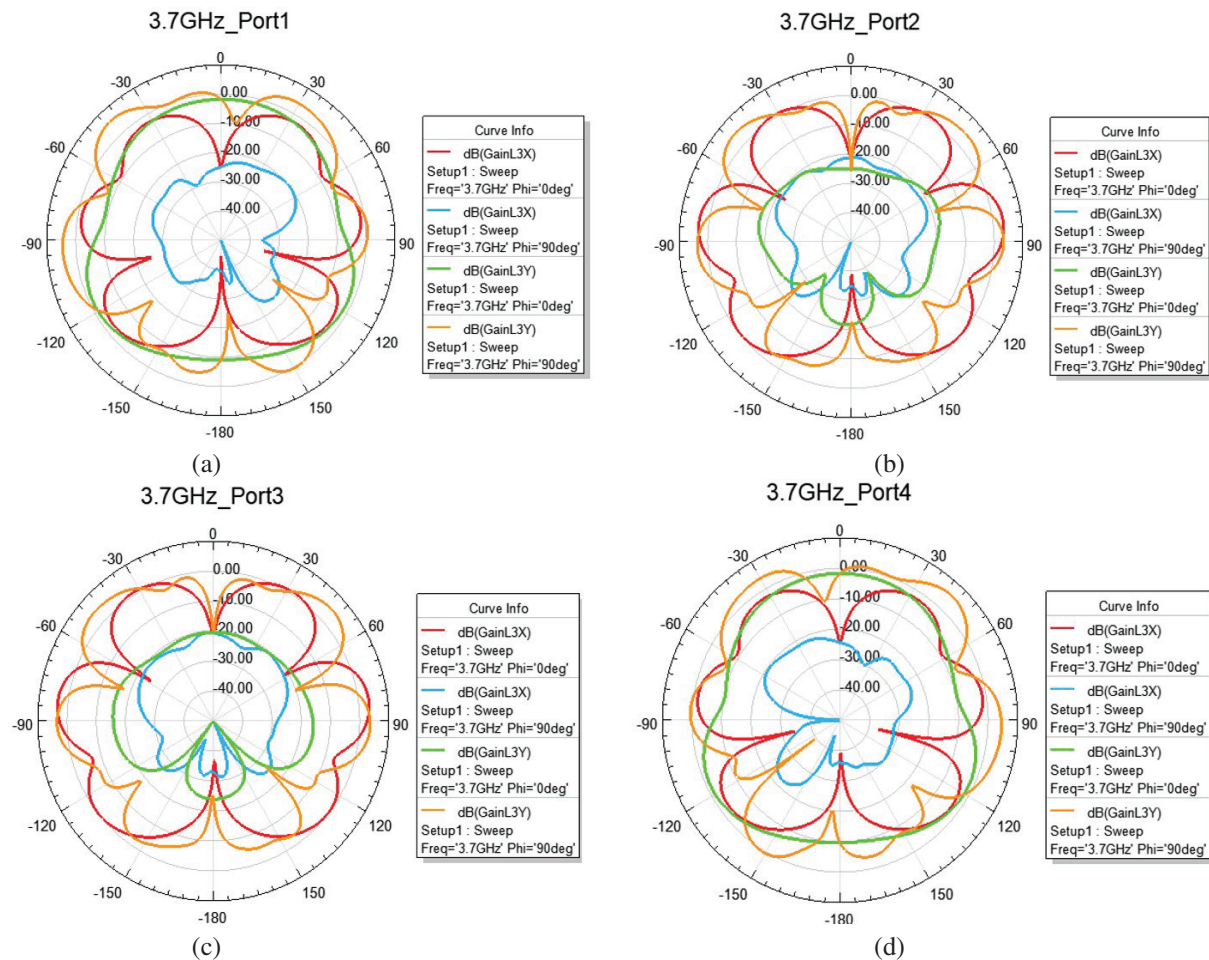 3.7GHz_Port1
0
-30
30
0.00
-10.00
-20.00
-30.00
-40.00
-60
60
-90
90
-120
120
-150
150
-180
Curve Info
dB(GainL3X)
Setup1 : Sweep
Freq='3.7GHz' Phi='0deg'
dB(GainL3X)
Setup1 : Sweep
Freq='3.7GHz' Phi='90deg'
dB(GainL3Y)
Setup1 : Sweep
Freq='3.7GHz' Phi='0deg'
dB(GainL3Y)
Setup1 : Sweep
Freq='3.7GHz' Phi='90deg'
(a)
3.7GHz_Port2
0
-30
30
0.00
-10.00
-20.00
-30.00
-40.00
-60
60
-90
90
-120
120
-150
150
-180
Curve Info
dB(GainL3X)
Setup1 : Sweep
Freq='3.7GHz' Phi='0deg'
dB(GainL3X)
Setup1 : Sweep
Freq='3.7GHz' Phi='90deg'
dB(GainL3Y)
Setup1 : Sweep
Freq='3.7GHz' Phi='0deg'
dB(GainL3Y)
Setup1 : Sweep
Freq='3.7GHz' Phi='90deg'
(b)
3.7GHz_Port3
0
-30
30
0.00
-10.00
-20.00
-30.00
-40.00
-60
60
-90
90
-120
120
-150
150
-180
Curve Info
dB(GainL3X)
Setup1 : Sweep
Freq='3.7GHz' Phi='0deg'
dB(GainL3X)
Setup1 : Sweep
Freq='3.7GHz' Phi='90deg'
dB(GainL3Y)
Setup1 : Sweep
Freq='3.7GHz' Phi='0deg'
dB(GainL3Y)
Setup1 : Sweep
Freq='3.7GHz' Phi='90deg'
(c)
3.7GHz_Port4
0
-30
30
0.00
-10.00
-20.00
-30.00
-40.00
-60
60
-90
90
-120
120
-150
150
-180
Curve Info
dB(GainL3X)
Setup1 : Sweep
Freq='3.7GHz' Phi='0deg'
dB(GainL3X)
Setup1 : Sweep
Freq='3.7GHz' Phi='90deg'
dB(GainL3Y)
Setup1 : Sweep
Freq='3.7GHz' Phi='0deg'
dB(GainL3Y)
Setup1 : Sweep
Freq='3.7GHz' Phi='90deg'
(d)